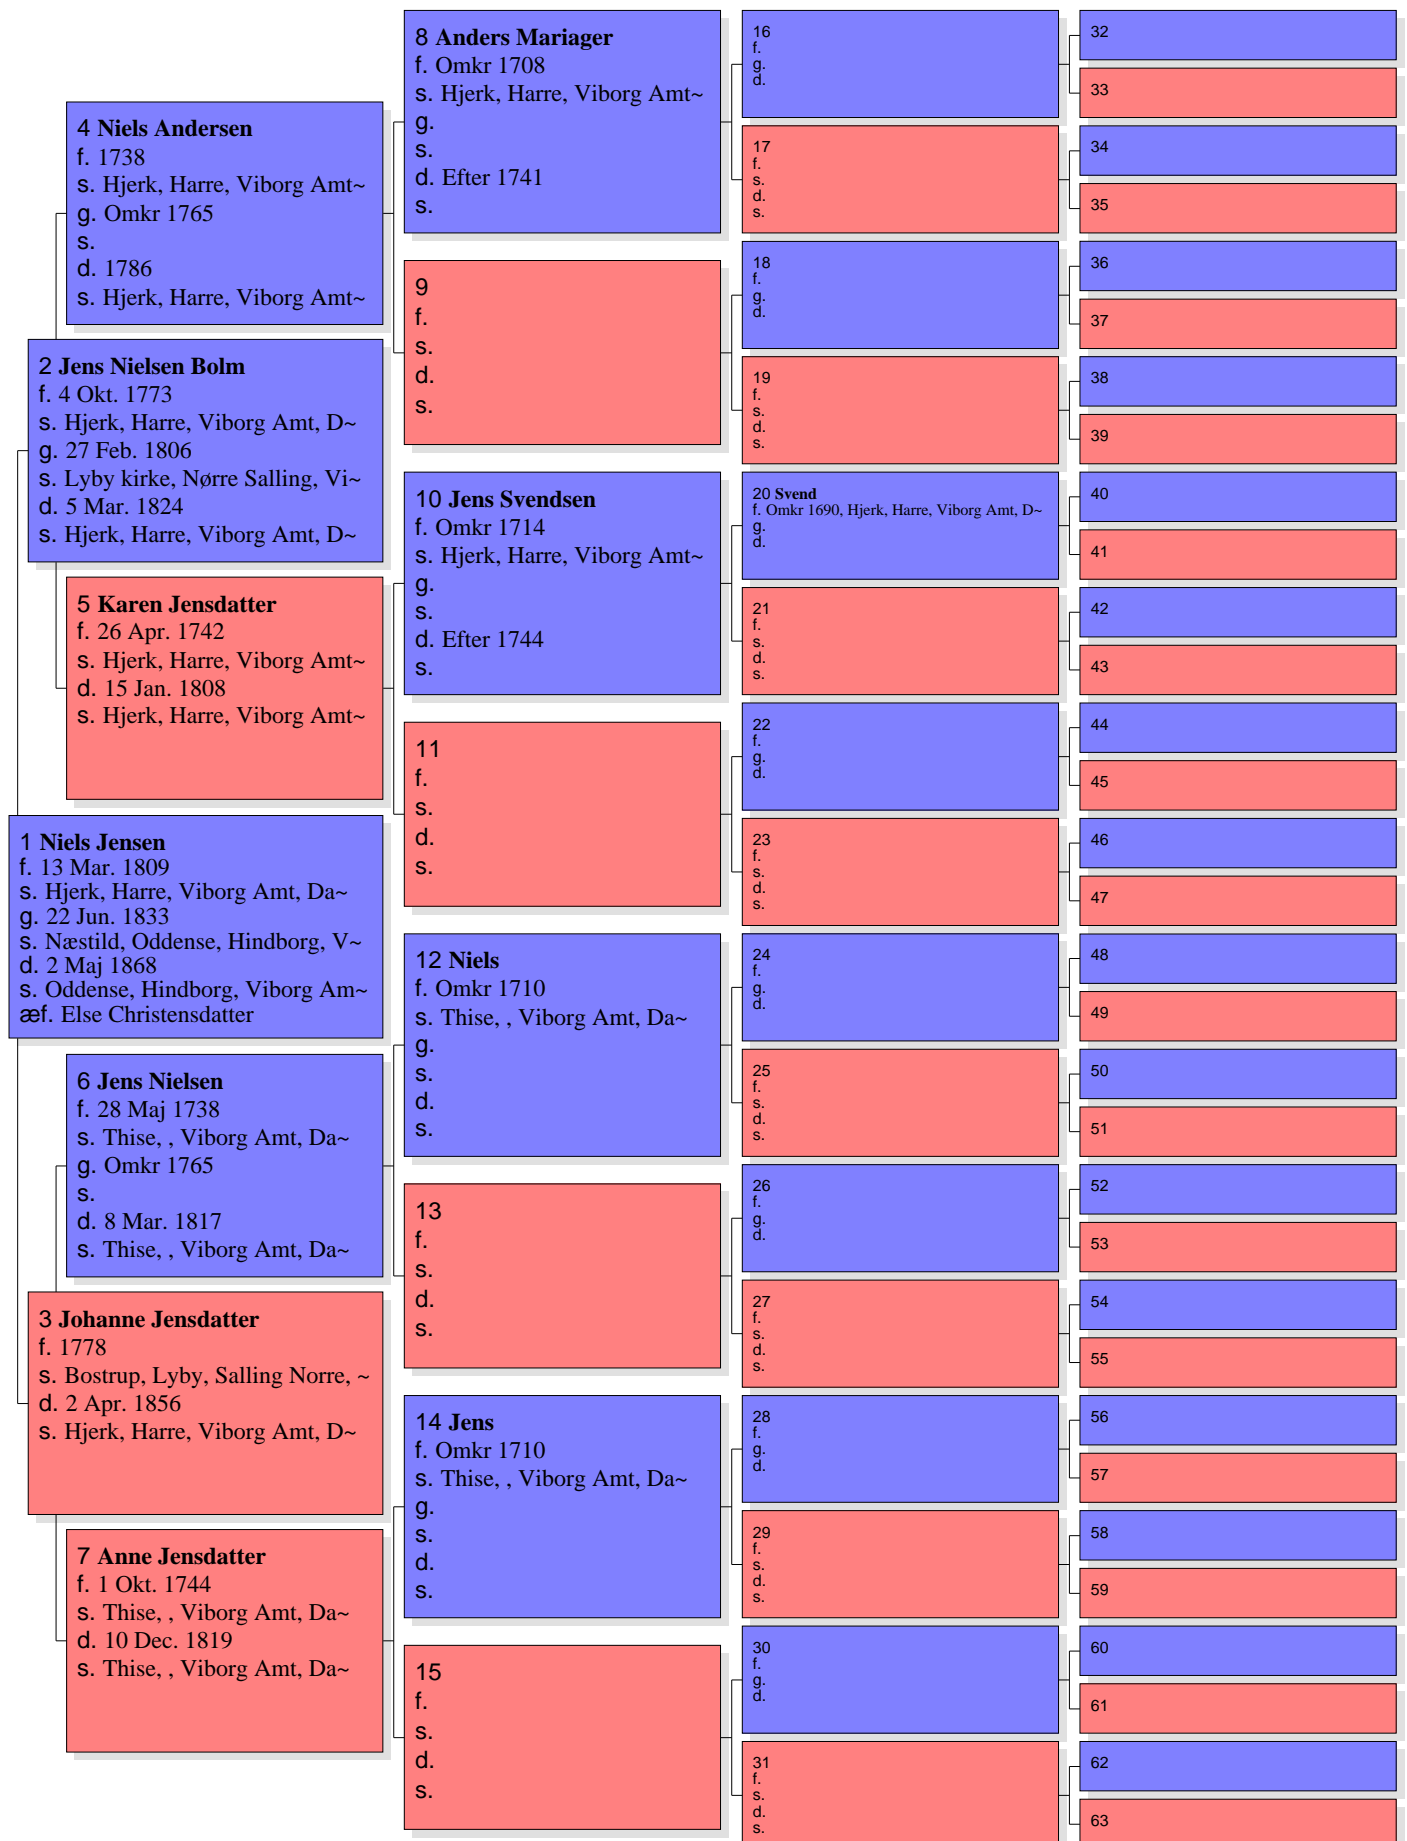 8 Anders Mariager
f. Omkr 1708
s. Hjerk, Harre, Viborg Amt~
g.
s.
d. Efter 1741
s.
4 Niels Andersen
f. 1738
s. Hjerk, Harre, Viborg Amt~
g. Omkr 1765
s.
d. 1786
s. Hjerk, Harre, Viborg Amt~
9
f.
s.
d.
s.
2 Jens Nielsen Bolm
f. 4 Okt. 1773
s. Hjerk, Harre, Viborg Amt, D~
g. 27 Feb. 1806
s. Lyby kirke, Nørre Salling, Vi~
d. 5 Mar. 1824
s. Hjerk, Harre, Viborg Amt, D~
10 Jens Svendsen
f. Omkr 1714
s. Hjerk, Harre, Viborg Amt~
g.
s.
d. Efter 1744
s.
5 Karen Jensdatter
f. 26 Apr. 1742
s. Hjerk, Harre, Viborg Amt~
d. 15 Jan. 1808
s. Hjerk, Harre, Viborg Amt~
11
f.
s.
d.
s.
1 Niels Jensen
f. 13 Mar. 1809
s. Hjerk, Harre, Viborg Amt, Da~
g. 22 Jun. 1833
s. Næstild, Oddense, Hindborg, V~
d. 2 Maj 1868
s. Oddense, Hindborg, Viborg Am~
æf. Else Christensdatter
12 Niels
f. Omkr 1710
s. Thise, , Viborg Amt, Da~
g.
s.
d.
s.
6 Jens Nielsen
f. 28 Maj 1738
s. Thise, , Viborg Amt, Da~
g. Omkr 1765
s.
d. 8 Mar. 1817
s. Thise, , Viborg Amt, Da~
13
f.
s.
d.
s.
3 Johanne Jensdatter
f. 1778
s. Bostrup, Lyby, Salling Norre, ~
d. 2 Apr. 1856
s. Hjerk, Harre, Viborg Amt, D~
14 Jens
f. Omkr 1710
s. Thise, , Viborg Amt, Da~
g.
s.
d.
s.
7 Anne Jensdatter
f. 1 Okt. 1744
s. Thise, , Viborg Amt, Da~
d. 10 Dec. 1819
s. Thise, , Viborg Amt, Da~
15
f.
s.
d.
s.
16
f.
g.
d.
17
f.
s.
d.
s.
18
f.
g.
d.
19
f.
s.
d.
s.
20 Svend
f. Omkr 1690, Hjerk, Harre, Viborg Amt, D~
g.
d.
21
f.
s.
d.
s.
22
f.
g.
d.
23
f.
s.
d.
s.
24
f.
g.
d.
25
f.
s.
d.
s.
26
f.
g.
d.
27
f.
s.
d.
s.
28
f.
g.
d.
29
f.
s.
d.
s.
30
f.
g.
d.
31
f.
s.
d.
s.
32
33
34
35
36
37
38
39
40
41
42
43
44
45
46
47
48
49
50
51
52
53
54
55
56
57
58
59
60
61
62
63